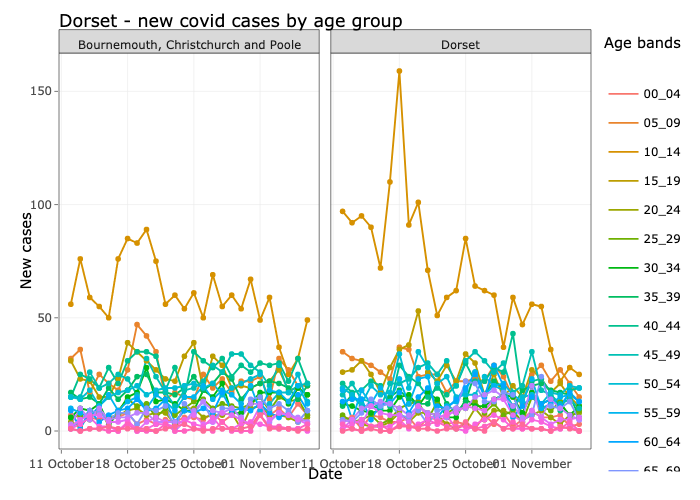 Dorset - new covid cases by age group
Bournemouth, Christchurch and Poole
Dorset
Age bands
00_04
05_09
10_14
15_19
20_24
25_29
30_34
35_39
40_44
45_49
50_54
55_59
60_64
65_69
New cases
150
100
50
0
11 October 18 October 25 October 01 November 11 October 18 October 25 October 01 November
Date